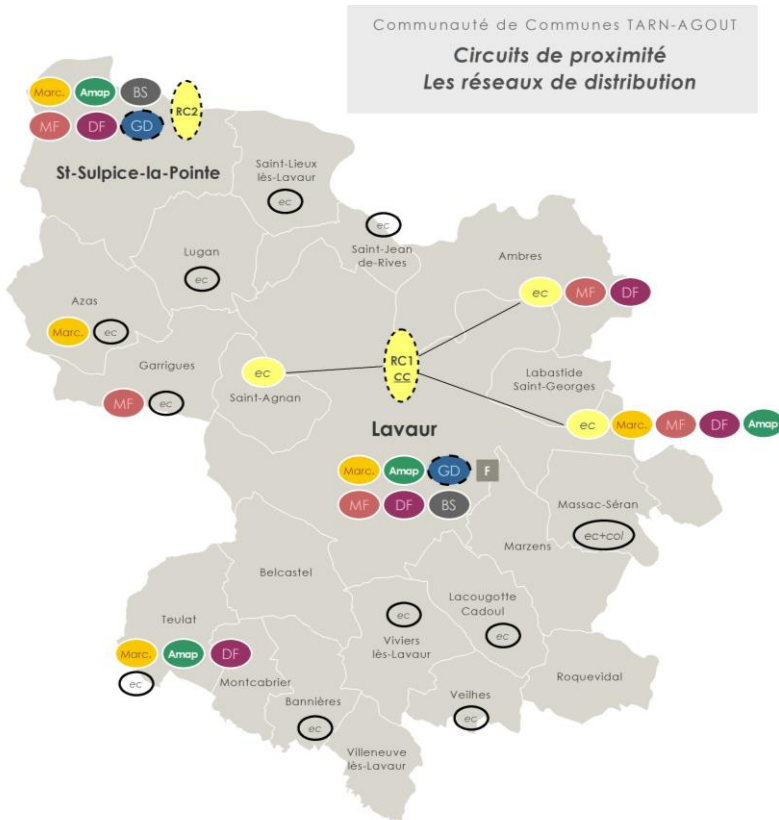 Communauté de Communes TARN-AGOUT
Circuits de proximité
Les réseaux de distribution
Marc. Amap BS
RC2
MF DF GD
St-Sulpice-la-Pointe
Saint-Lieux
lès-Lavaur
ec
ec
Saint-Jean
de-Rives
Lugan
ec
Ambres
ec MF DF
Azas
Marc. ec
Garrigues
MF ec
ec
Saint-Agnan
RC1
CC
Labastide
Saint-Georges
ec Marc. MF DF Amap
Lavaur
Marc. Amap GD F
MF DF BS
Massac-Séran
ec+col
Marzens
Belcastel
Lacougotte
Cadoul
ec
ec
Viviers
lès-Lavaur
Teulat
Marc. Amap DF
ec
Montcabrier
Roquevidal
Bannières
ec
Veilhes
ec
Villeneuve
lès-Lavaur